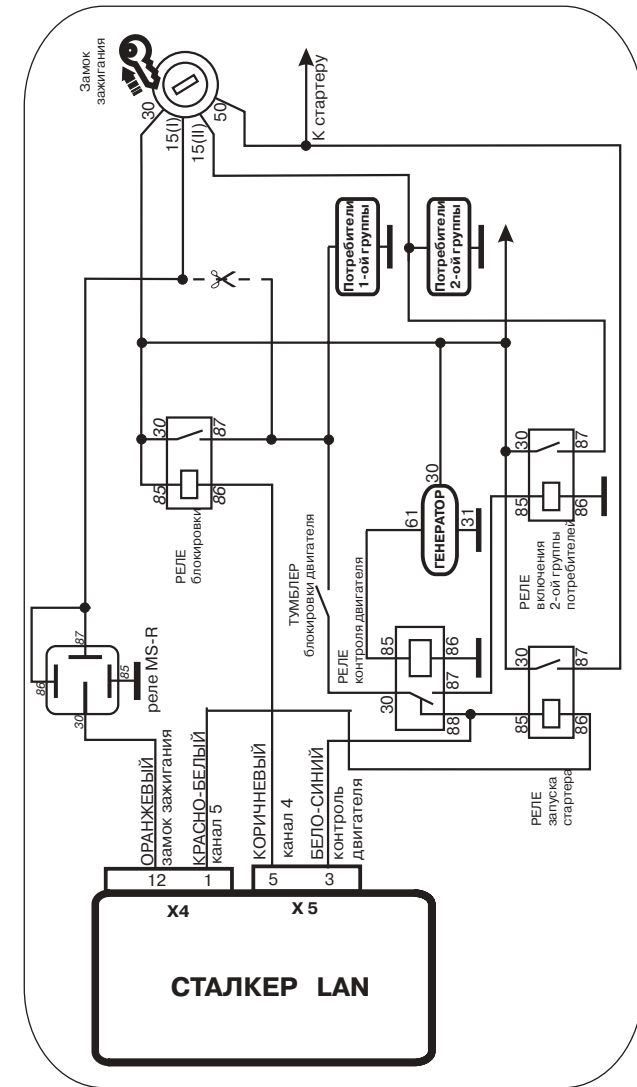 Замок
зажигания
30
15(I)
15(II)
50
К стартеру
Потребители
1-ой группы
Потребители
2-ой группы
30
87
85
86
РЕЛЕ
блокировки
ТУМБЛЕР
блокировки двигателя
РЕЛЕ
контроля двигателя
85
86
30
87
88
61
30
31
ГЕНЕРАТОР
30
87
85
86
РЕЛЕ
включения
2-ой группы
потребителей
30
87
85
86
РЕЛЕ
запуска
стартера
86
87
30
85
реле MS-R
ОРАНЖЕВЫЙ
замок зажигания
КРАСНО-БЕЛЫЙ
канал 5
КОРИЧНЕВЫЙ
канал 4
БЕЛО-СИНИЙ
контроль
двигателя
12
1
5
3
X4
X 5
СТАЛКЕР LAN